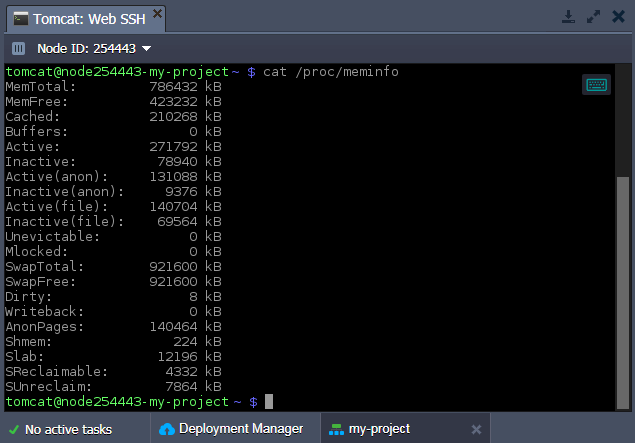 Tomcat: Web SSH
Node ID: 254443
tomcat@node254443-my-project ~ $ cat /proc/meminfo
MemTotal: 786432 kB
MemFree: 423232 kB
Cached: 210268 kB
Buffers: 0 kB
Active: 271792 kB
Inactive: 78940 kB
Active(anon): 131088 kB
Inactive(anon): 9376 kB
Active(file): 140704 kB
Inactive(file): 69564 kB
Unevictable: 0 kB
Mlocked: 0 kB
SwapTotal: 921600 kB
SwapFree: 921600 kB
Dirty: 8 kB
Writeback: 0 kB
AnonPages: 140464 kB
Shmem: 224 kB
Slab: 12196 kB
SReclaimable: 4332 kB
SUnreclaim: 7864 kB
tomcat@node254443-my-project ~ $
No active tasks Deployment Manager my-project